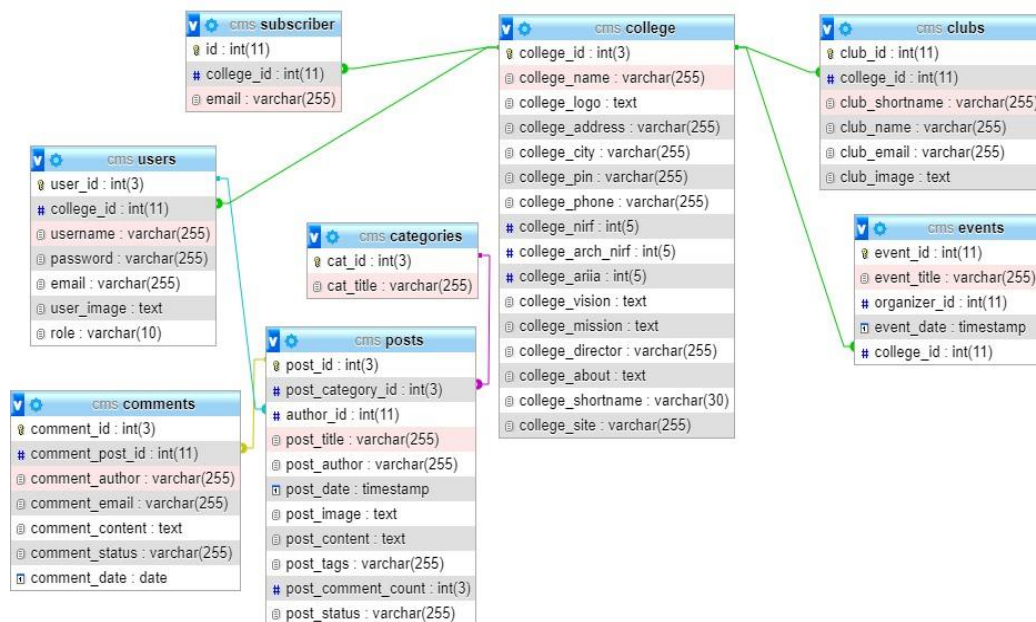 cms subscriber
id : int(11)
college_id : int(11)
email : varchar(255)
cms college
college_id : int(3)
college_name : varchar(255)
college_logo : text
college_address : varchar(255)
college_city : varchar(255)
college_pin : varchar(255)
college_phone : varchar(255)
college_nirf : int(5)
college_arch_nirf : int(5)
college_ariia : int(5)
college_vision : text
college_mission : text
college_director : varchar(255)
college_about : text
college_shortname : varchar(30)
college_site : varchar(255)
cms clubs
club_id : int(11)
college_id : int(11)
club_shortname : varchar(255)
club_name : varchar(255)
club_email : varchar(255)
club_image : text
cms users
user_id : int(3)
college_id : int(11)
username : varchar(255)
password : varchar(255)
email : varchar(255)
user_image : text
role : varchar(10)
cms categories
cat_id : int(3)
cat_title : varchar(255)
cms events
event_id : int(11)
event_title : varchar(255)
organizer_id : int(11)
event_date : timestamp
college_id : int(11)
cms posts
post_id : int(3)
post_category_id : int(3)
author_id : int(11)
post_title : varchar(255)
post_author : varchar(255)
post_date : timestamp
post_image : text
post_content : text
post_tags : varchar(255)
post_comment_count : int(3)
post_status : varchar(255)
cms comments
comment_id : int(3)
comment_post_id : int(11)
comment_author : varchar(255)
comment_email : varchar(255)
comment_content : text
comment_status : varchar(255)
comment_date : date